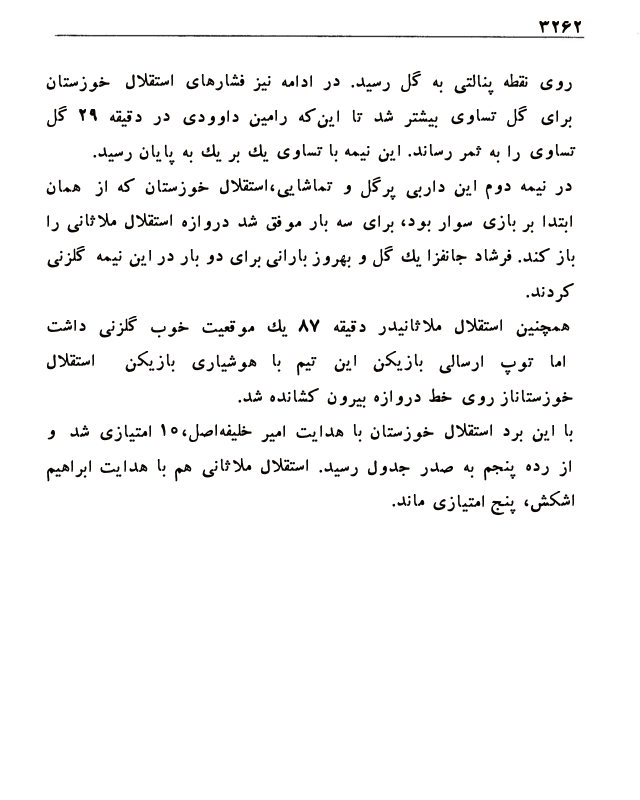 ۳۲۶۲
روی نقطه پنالتی به گل رسید. در ادامه نیز فشارهای استقلال خوزستان
برای گل تساوی بیشتر شد تا این‌که رامین داوودی در دقیقه ۲۹ گل
تساوی را به ثمر رساند. این نیمه با تساوی یك بر یك به پایان رسید.
در نیمه دوم این داربی پرگل و تماشایی،استقلال خوزستان که از همان
ابتدا بر بازی سوار بود، برای سه بار موفق شد دروازه استقلال ملاثانی را
باز کند. فرشاد جانفزا یك گل و بهروز بارانی برای دو بار در این نیمه گلزنی
کردند.
همچنین استقلال ملاثانیدر دقیقه ۸۷ یك موقعیت خوب گلزنی داشت
اما توپ ارسالی بازیکن این تیم با هوشیاری بازیکن استقلال
خوزستاناز روی خط دروازه بیرون کشانده شد.
با این برد استقلال خوزستان با هدایت امیر خلیفه‌اصل،۱۵ امتیازی شد و
از رده پنجم به صدر جدول رسید. استقلال ملاثانی هم با هدایت ابراهیم
اشکش، پنج امتیازی ماند.